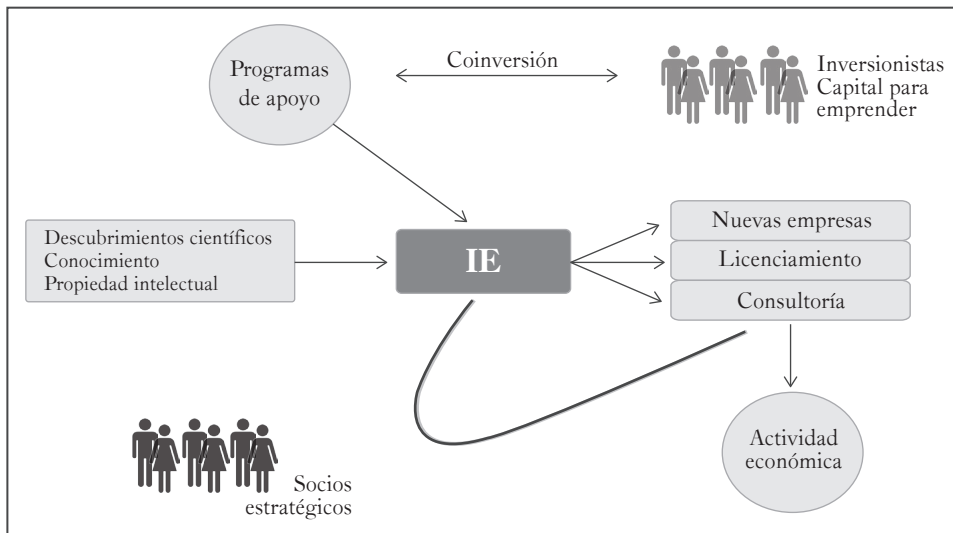 Programas
de apoyo
Coinversión
Inversionistas
Capital para
emprender
Descubrimientos científicos
Conocimiento
Propiedad intelectual
IE
Nuevas empresas
Licenciamiento
Consultoría
Actividad
económica
Socios
estratégicos